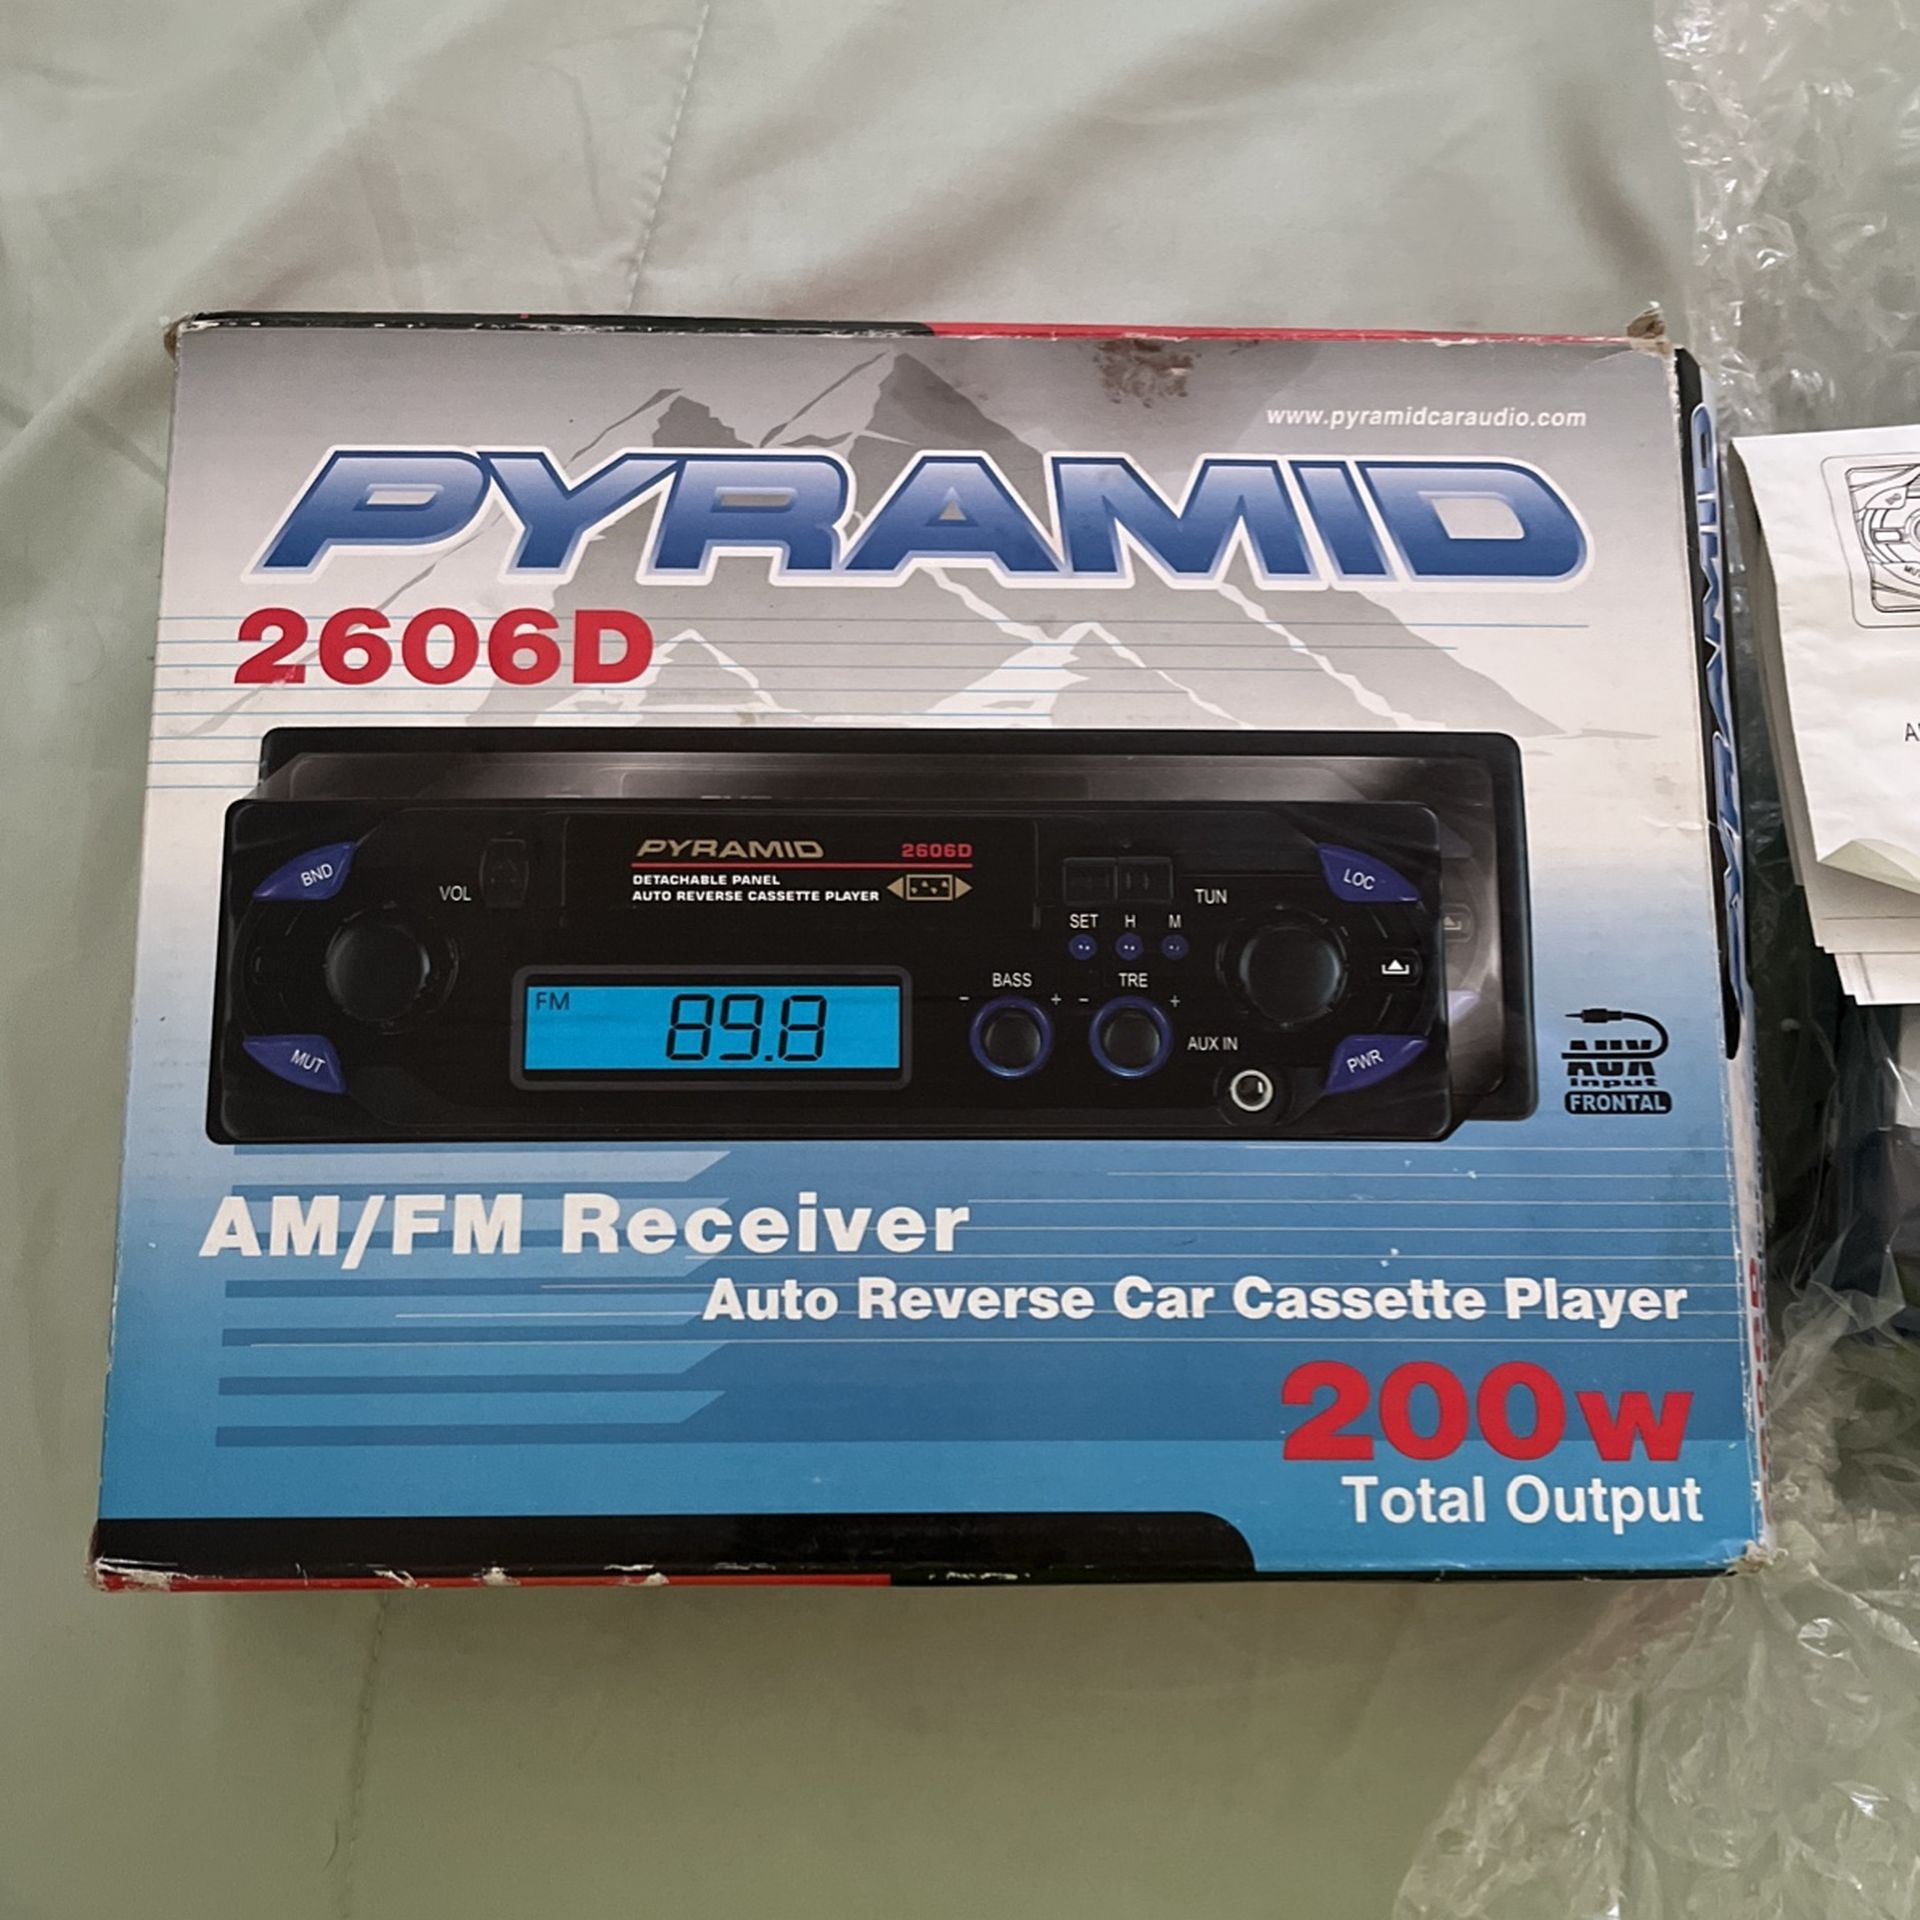 www.pyramidcaraudio.com
PYRAMID
2606D
PYRAMID 2606D
DETACHABLE PANEL
AUTO REVERSE CASSETTE PLAYER
BND
VOL
TUN
LOC
SET H M
BASS
TRE
- + - +
FM 89.8
MUT
AUX IN
PWR
AUX
Input
FRONTAL
AM/FM Receiver
Auto Reverse Car Cassette Player
200w
Total Output
PYRAMID